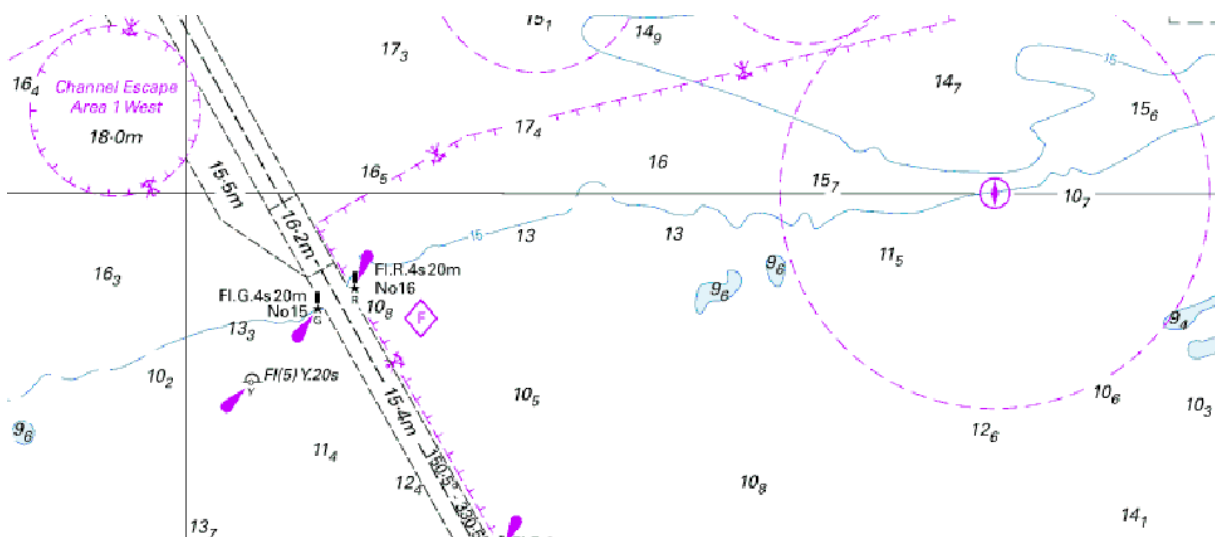 15₁
14₉
17₃
16₄
Channel Escape
Area 1 West
18·0m
14₇
15
15₆
17₄
16₅
16
15₇
15·5m
10₇
16·2m
15
13
13
11₅
16₃
Fl.R.4s20m
No16
R
9₆
9₆
Fl.G.4s20m
No15
G
10₈
F
9₄
13₃
10₂
Fl(5)Y.20s
Y
15·4m
10₅
10₆
10₃
9₆
12₆
11₄
150·5°
12₄
10₈
13₇
14₁